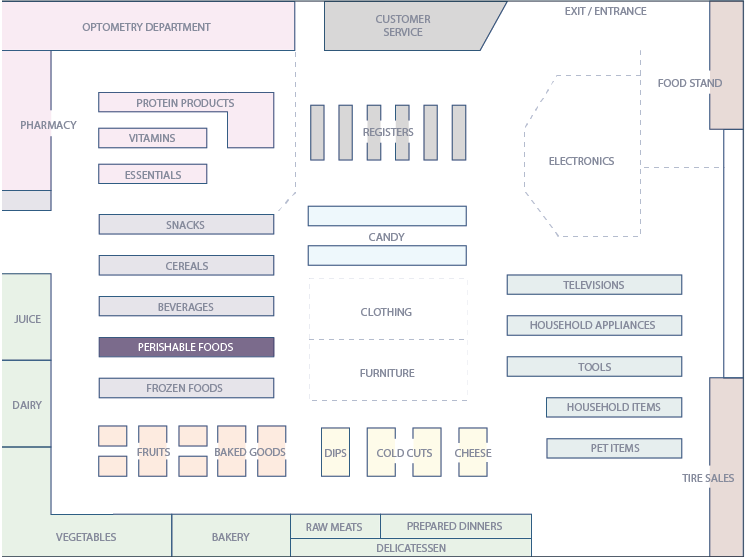 OPTOMETRY DEPARTMENT
CUSTOMER
SERVICE
EXIT / ENTRANCE
FOOD STAND
PHARMACY
PROTEIN PRODUCTS
VITAMINS
ESSENTIALS
REGISTERS
ELECTRONICS
SNACKS
CEREALS
BEVERAGES
PERISHABLE FOODS
FROZEN FOODS
CANDY
CLOTHING
FURNITURE
TELEVISIONS
HOUSEHOLD APPLIANCES
TOOLS
HOUSEHOLD ITEMS
PET ITEMS
JUICE
DAIRY
FRUITS
BAKED GOODS
DIPS
COLD CUTS
CHEESE
TIRE SALES
VEGETABLES
BAKERY
RAW MEATS
PREPARED DINNERS
DELICATESSEN